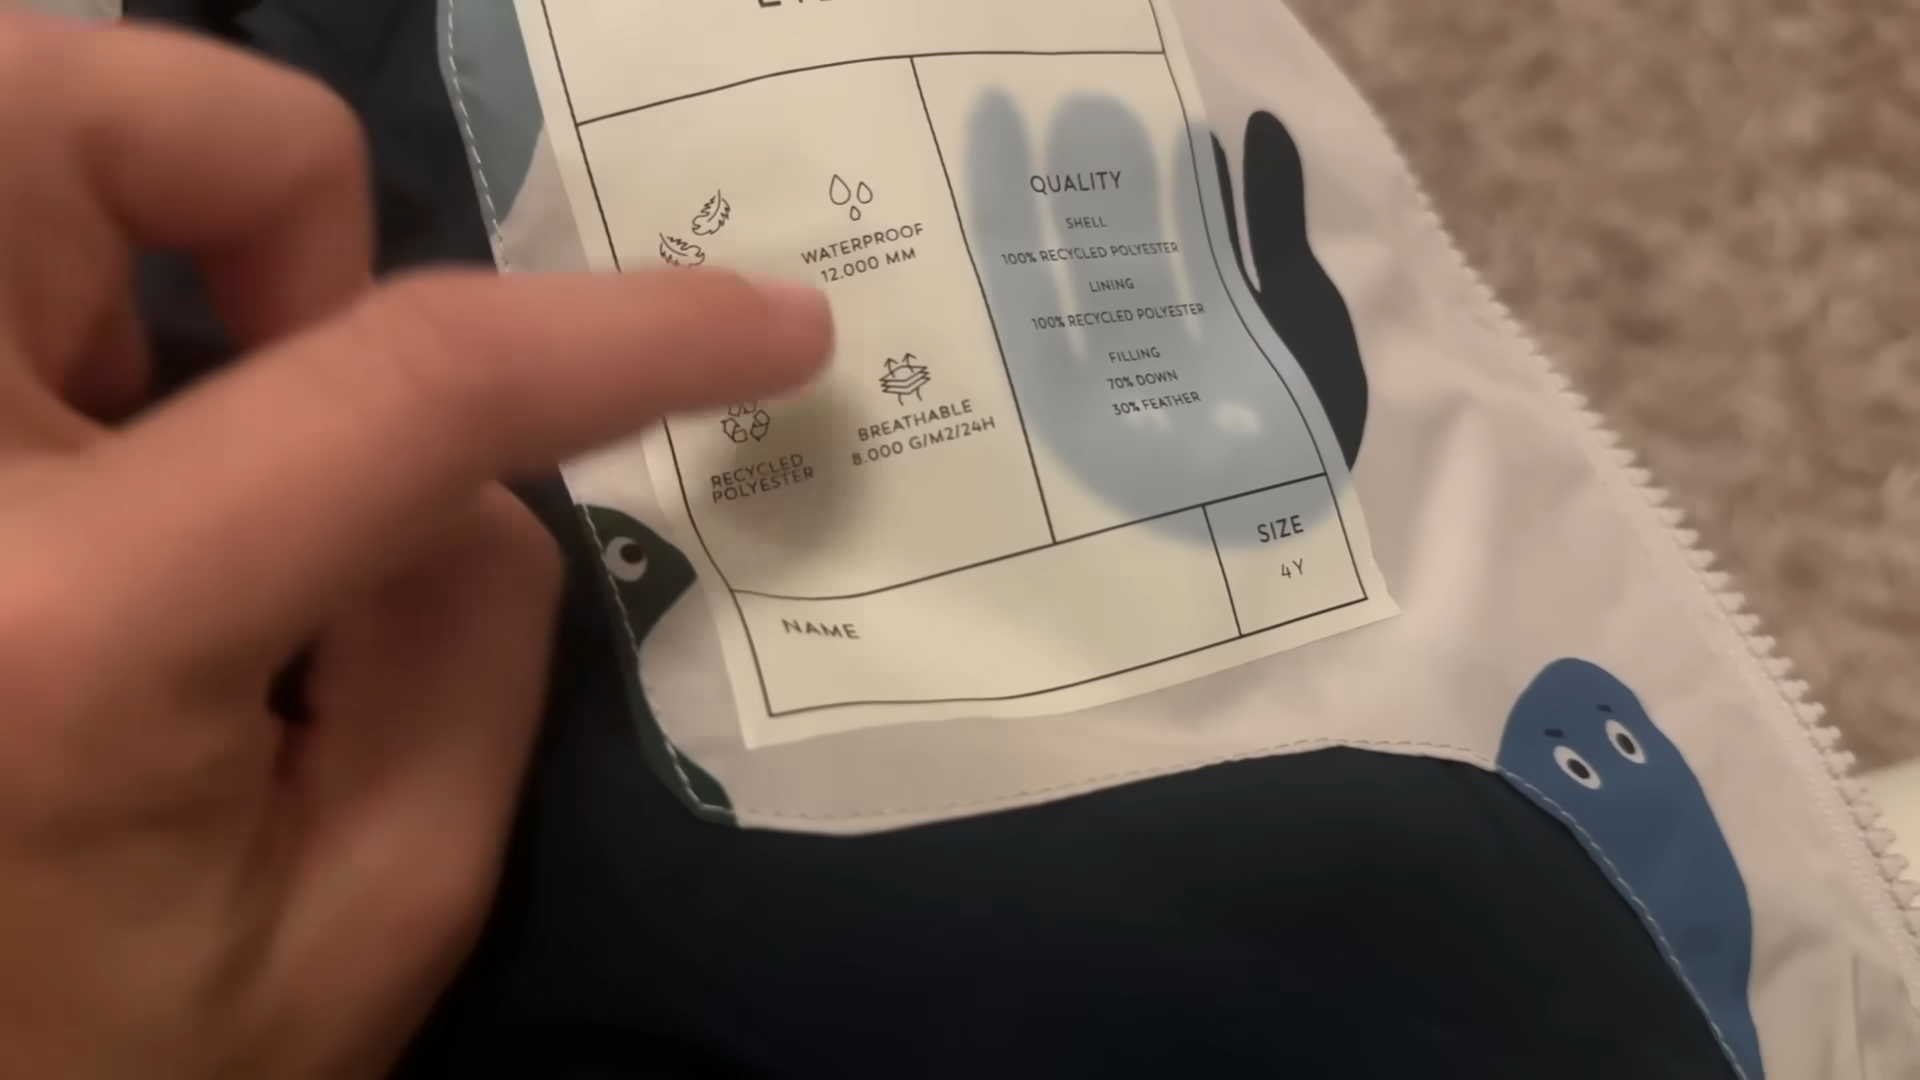 WATERPROOF
12.000 MM
RECYCLED
POLYESTER
BREATHABLE
8.000 G/M2/24H
QUALITY
SHELL
100% RECYCLED POLYESTER
LINING
100% RECYCLED POLYESTER
FILLING
70% DOWN
30% FEATHER
NAME
SIZE
4Y